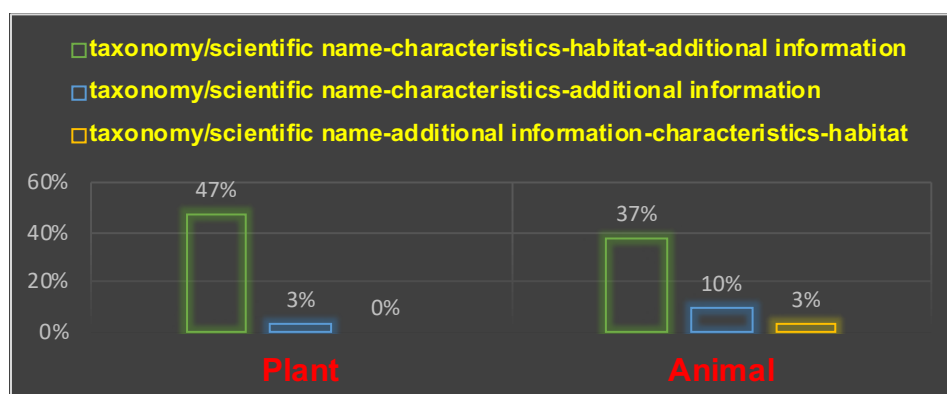 taxonomy/scientific name-characteristics-habitat-additional information
taxonomy/scientific name-characteristics-additional information
taxonomy/scientific name-additional information-characteristics-habitat
60%
47%
37%
40%
20%
10%
3%
0%
3%
0%
Plant
Animal